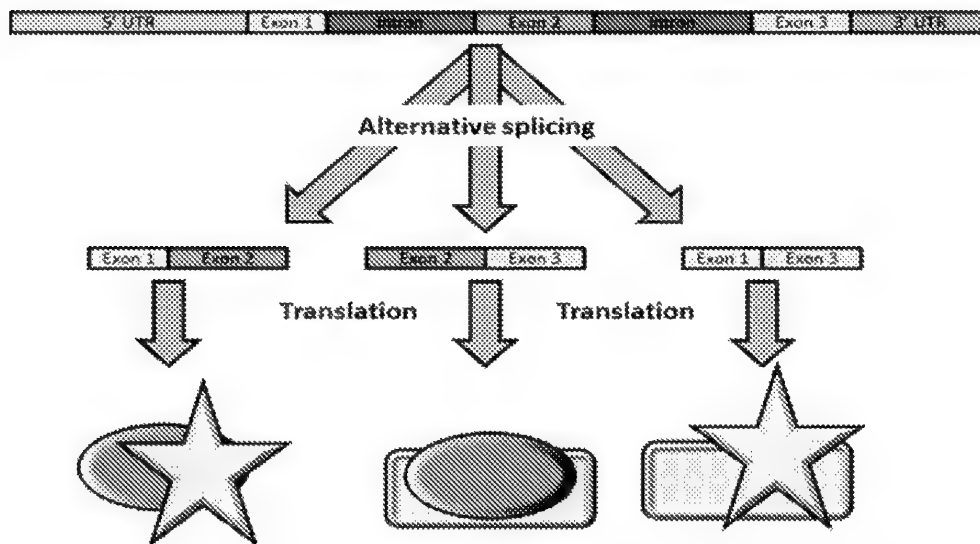 5' UTR Exon 1 Intron Exon 2 Intron Exon 3 3' UTR
Alternative splicing
Exon 1 Exon 2 Exon 2 Exon 3 Exon 1 Exon 3
Translation Translation